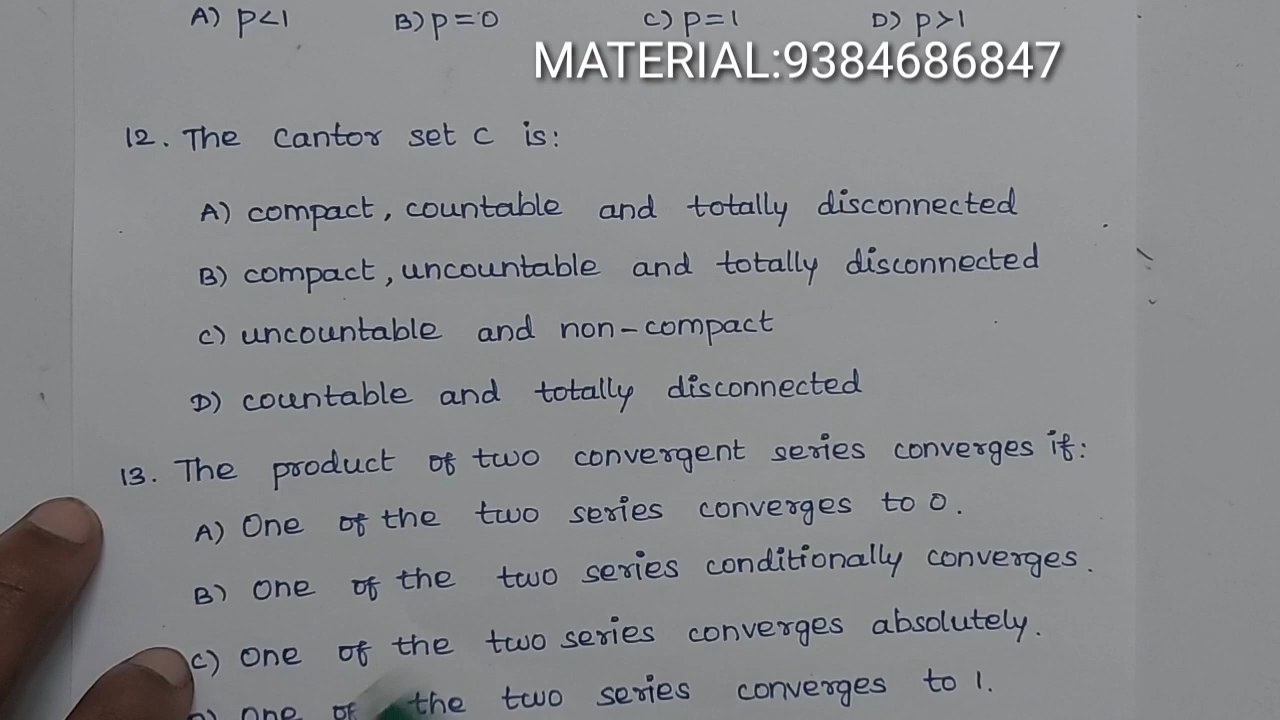 A) p<1 B) p=0 C) p=1 D) p>1
MATERIAL:9384686847
12. The Cantor set C is:
A) compact, countable and totally disconnected
B) compact, uncountable and totally disconnected
C) uncountable and non-compact
D) countable and totally disconnected
13. The product of two convergent series converges if:
A) One of the two series converges to 0.
B) One of the two series conditionally converges.
C) One of the two series converges absolutely.
D) One of the two series converges to 1.